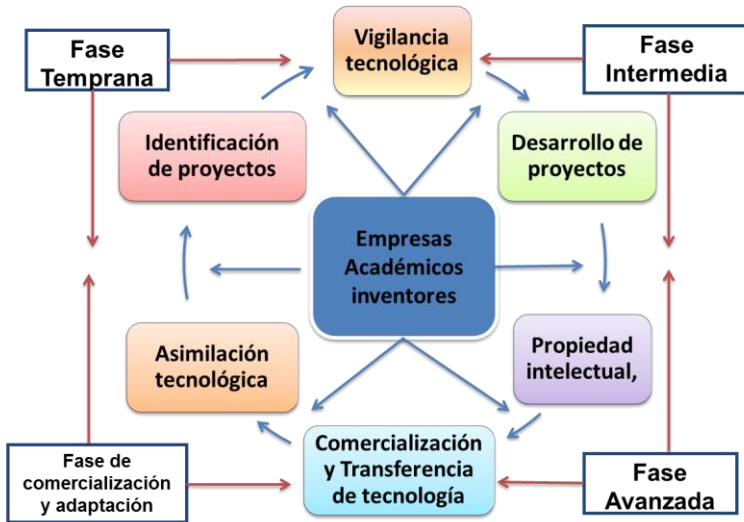 Fase
Temprana
Vigilancia
tecnológica
Fase
Intermedia
Identificación
de proyectos
Desarrollo de
proyectos
Empresas
Académicos
inventores
Asimilación
tecnológica
Propiedad
intelectual,
Fase de
comercialización
y adaptación
Comercialización
y Transferencia
de tecnología
Fase
Avanzada